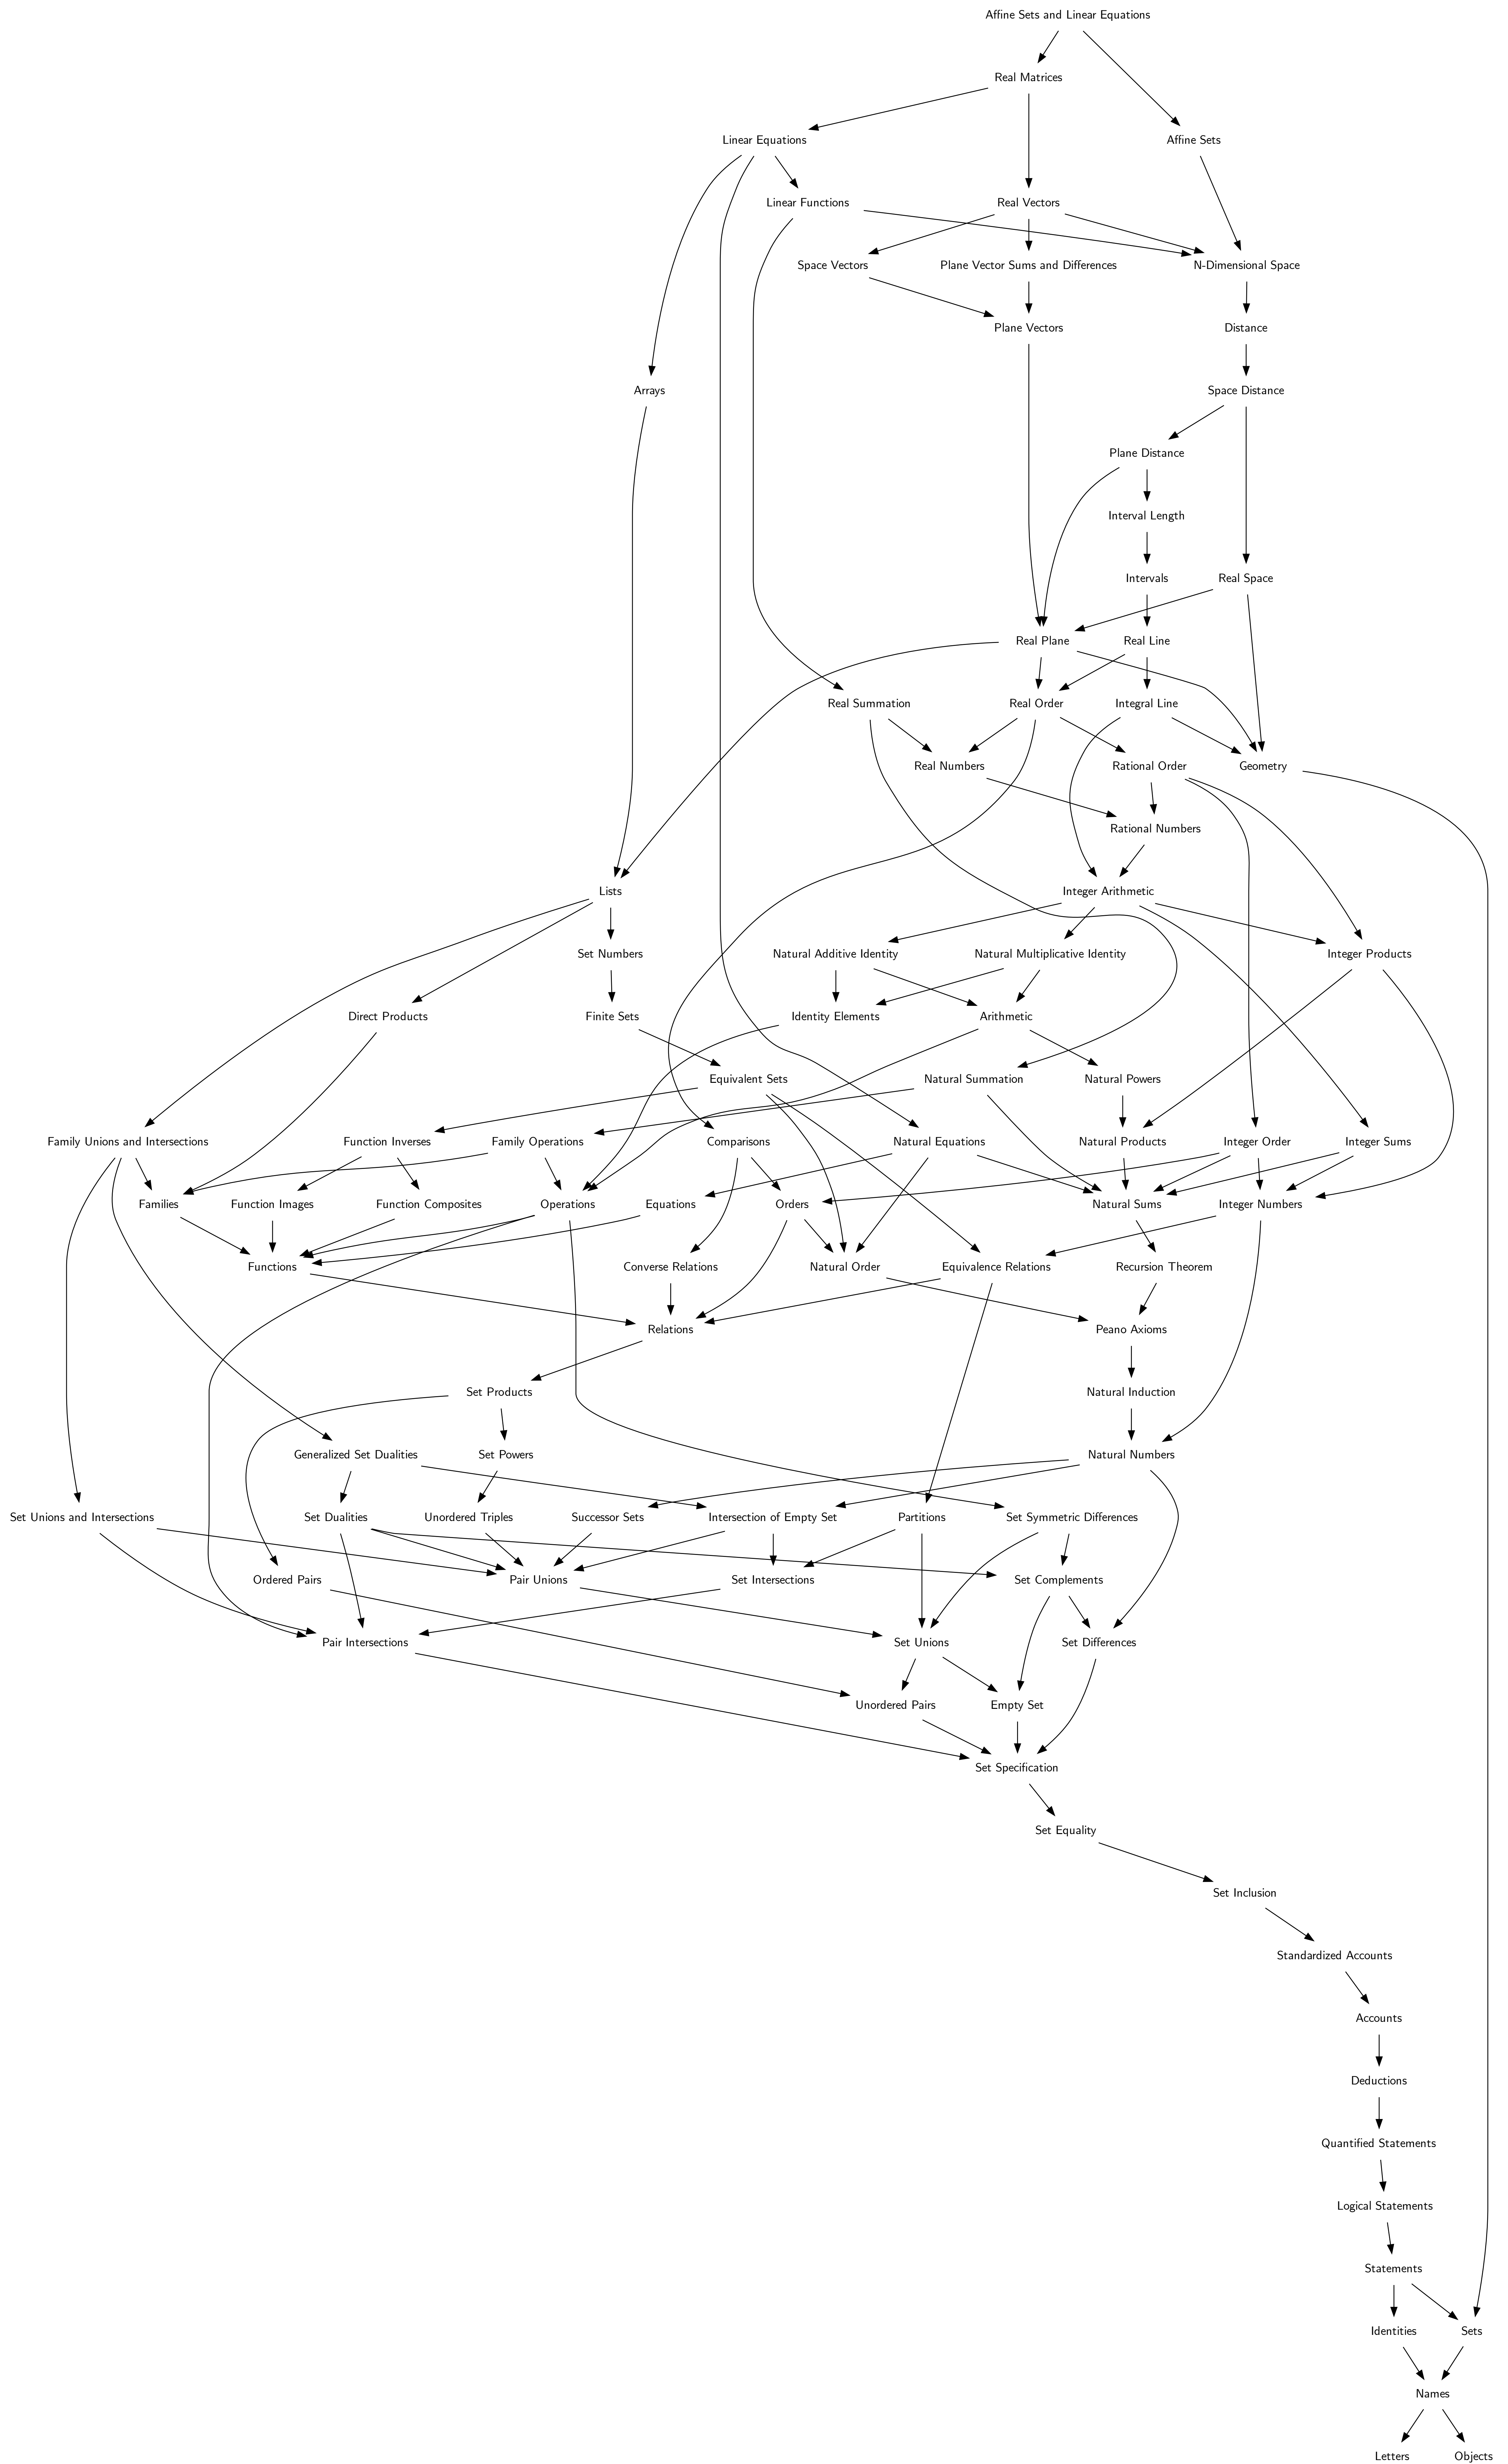 Affine Sets and Linear Equations
Real Matrices
Linear Equations
Affine Sets
Linear Functions
Real Vectors
Space Vectors
Plane Vector Sums and Differences
N-Dimensional Space
Plane Vectors
Distance
Arrays
Space Distance
Plane Distance
Interval Length
Intervals
Real Space
Real Plane
Real Line
Real Summation
Real Order
Integral Line
Real Numbers
Rational Order
Geometry
Rational Numbers
Lists
Integer Arithmetic
Set Numbers
Natural Additive Identity
Natural Multiplicative Identity
Integer Products
Direct Products
Finite Sets
Identity Elements
Arithmetic
Equivalent Sets
Natural Summation
Natural Powers
Family Unions and Intersections
Function Inverses
Family Operations
Comparisons
Natural Equations
Natural Products
Integer Order
Integer Sums
Families
Function Images
Function Composites
Operations
Equations
Orders
Natural Sums
Integer Numbers
Functions
Converse Relations
Natural Order
Equivalence Relations
Recursion Theorem
Relations
Peano Axioms
Set Products
Natural Induction
Generalized Set Dualities
Set Powers
Natural Numbers
Set Unions and Intersections
Set Dualities
Unordered Triples
Successor Sets
Intersection of Empty Set
Partitions
Set Symmetric Differences
Ordered Pairs
Pair Unions
Set Intersections
Set Complements
Pair Intersections
Set Unions
Set Differences
Unordered Pairs
Empty Set
Set Specification
Set Equality
Set Inclusion
Standardized Accounts
Accounts
Deductions
Quantified Statements
Logical Statements
Statements
Identities
Sets
Names
Letters
Objects